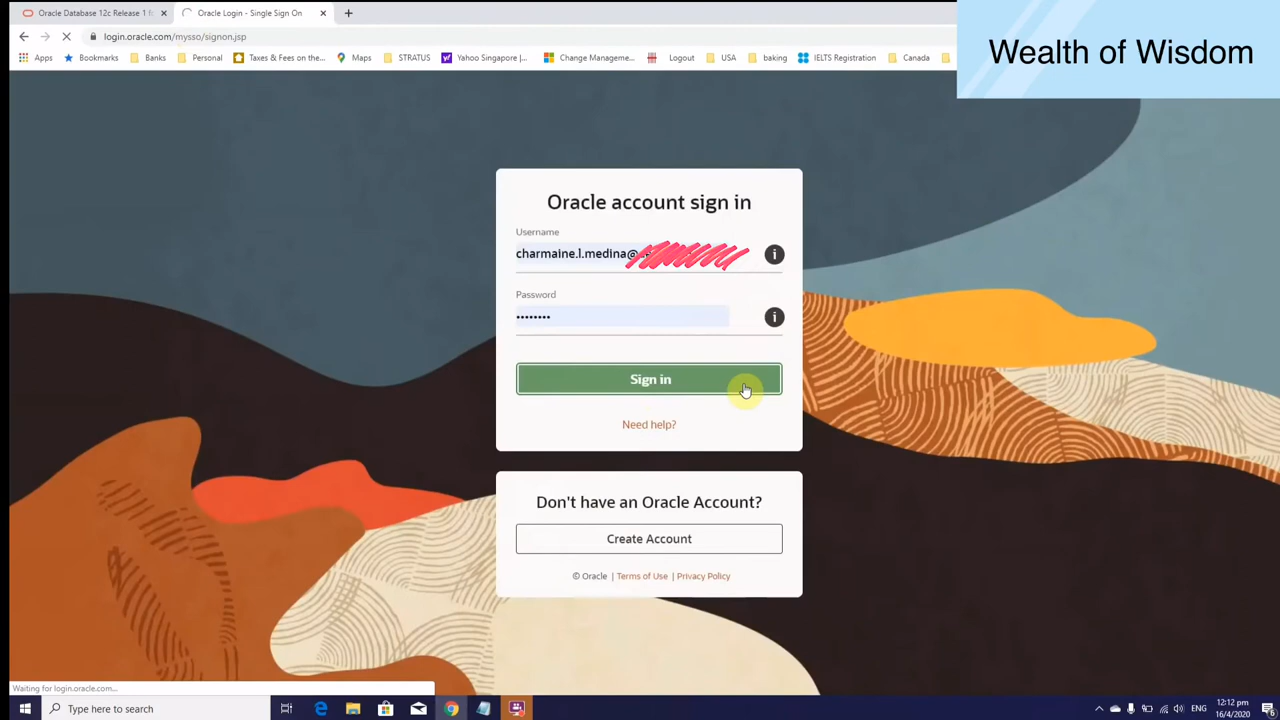 Oracle Database 12c Release 1 f
Oracle Login - Single Sign On
Wealth of Wisdom
login.oracle.com/mysso/signon.jsp
Apps Bookmarks Banks Personal Taxes & Fees on the... Maps STRATUS Yahoo Singapore J... Change Manageme... Logout USA baking IELTS Registration Canada
Oracle account sign in
Username
charmaine.l.medina@
Password
••••••••
Sign in
Need help?
Don't have an Oracle Account?
Create Account
© Oracle | Terms of Use | Privacy Policy
Waiting for login.oracle.com...
Type here to search
ENG
12:12 pm
16/4/2020
6